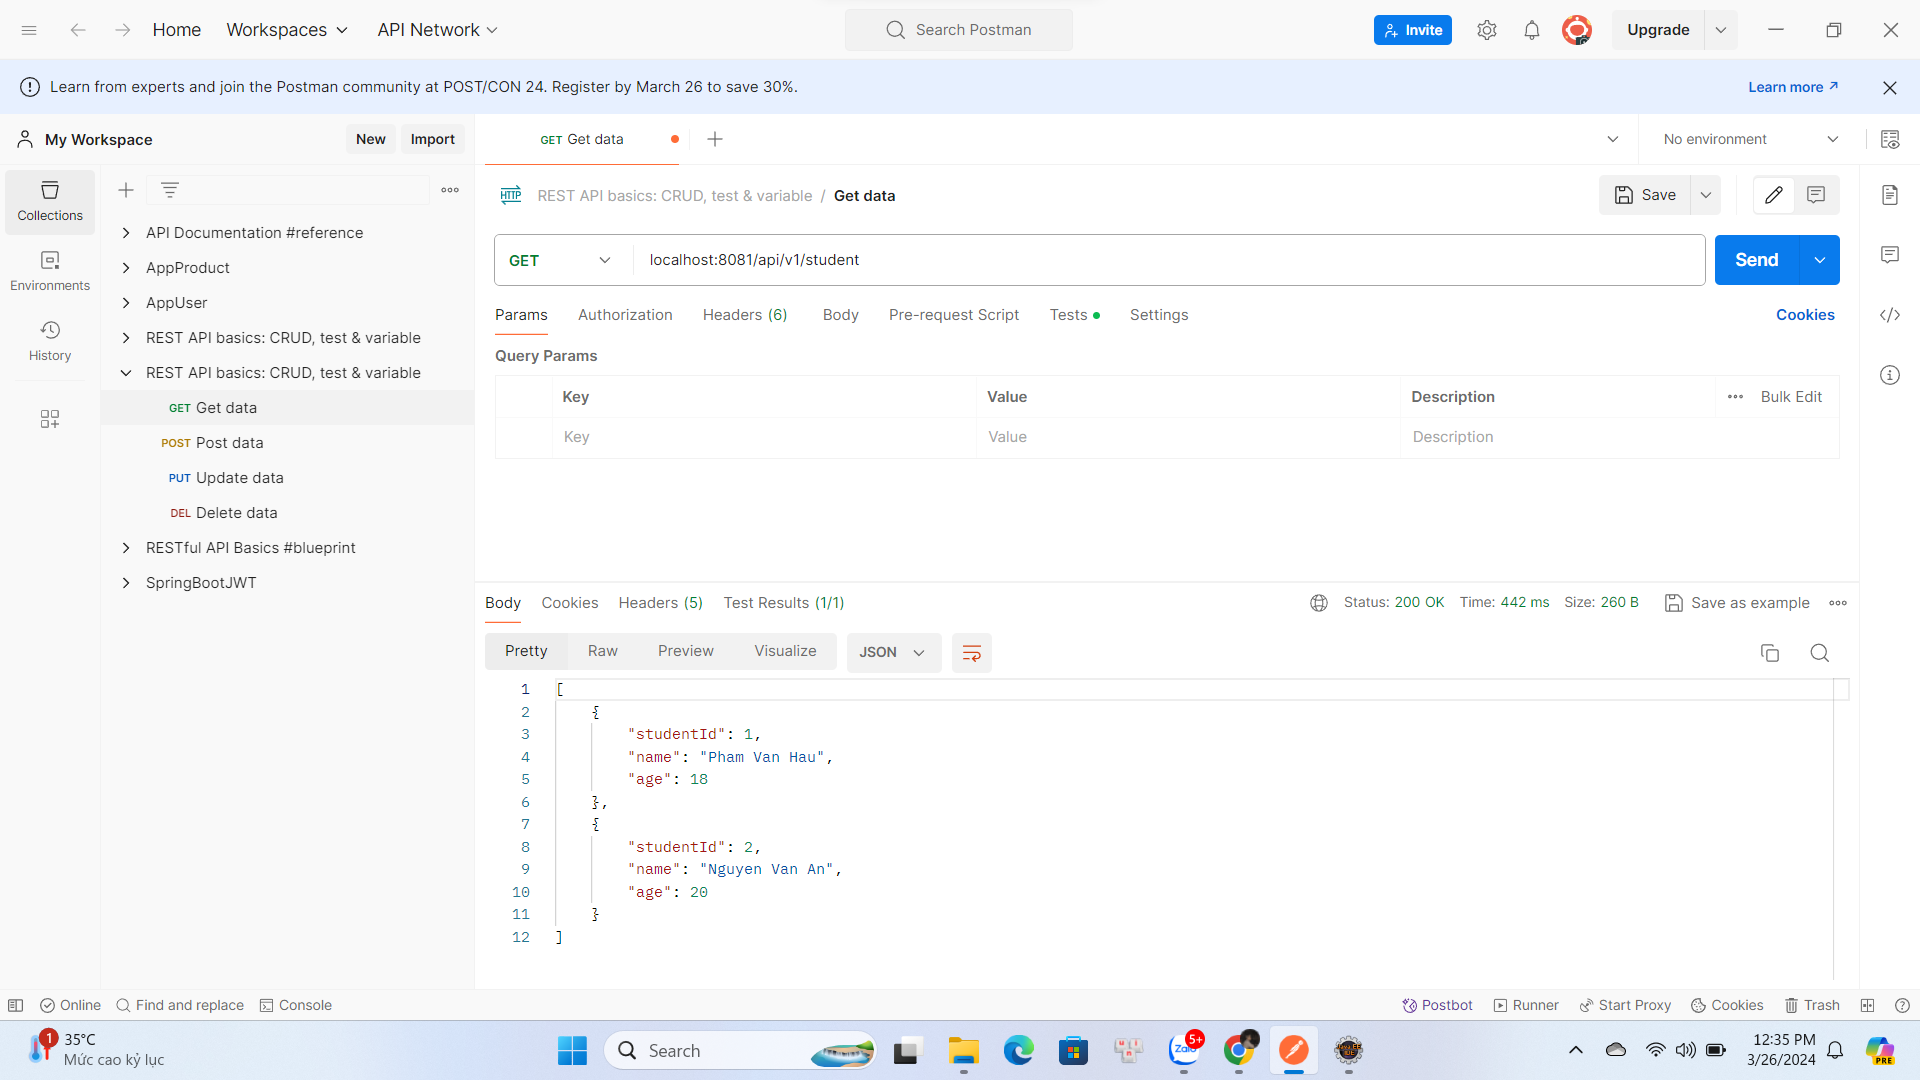 Home Workspaces API Network Search Postman Invite Upgrade
Learn from experts and join the Postman community at POST/CON 24. Register by March 26 to save 30%. Learn more
My Workspace New Import GET Get data No environment
Collections
Environments
History
API Documentation #reference
AppProduct
AppUser
REST API basics: CRUD, test & variable
REST API basics: CRUD, test & variable
GET Get data
POST Post data
PUT Update data
DEL Delete data
RESTful API Basics #blueprint
SpringBootJWT
HTTP REST API basics: CRUD, test & variable / Get data Save
GET localhost:8081/api/v1/student Send
Params Authorization Headers (6) Body Pre-request Script Tests Settings Cookies
Query Params
Key Value Description Bulk Edit
Key Value Description
Body Cookies Headers (5) Test Results (1/1) Status: 200 OK Time: 442 ms Size: 260 B Save as example
Pretty Raw Preview Visualize JSON
1 [
2 {
3 "studentId": 1,
4 "name": "Pham Van Hau",
5 "age": 18
6 },
7 {
8 "studentId": 2,
9 "name": "Nguyen Van An",
10 "age": 20
11 }
12 ]
Online Find and replace Console Postbot Runner Start Proxy Cookies Trash
1 35°C
Mức cao kỷ lục
Search
Zalo 5+
12:35 PM
3/26/2024
PRE